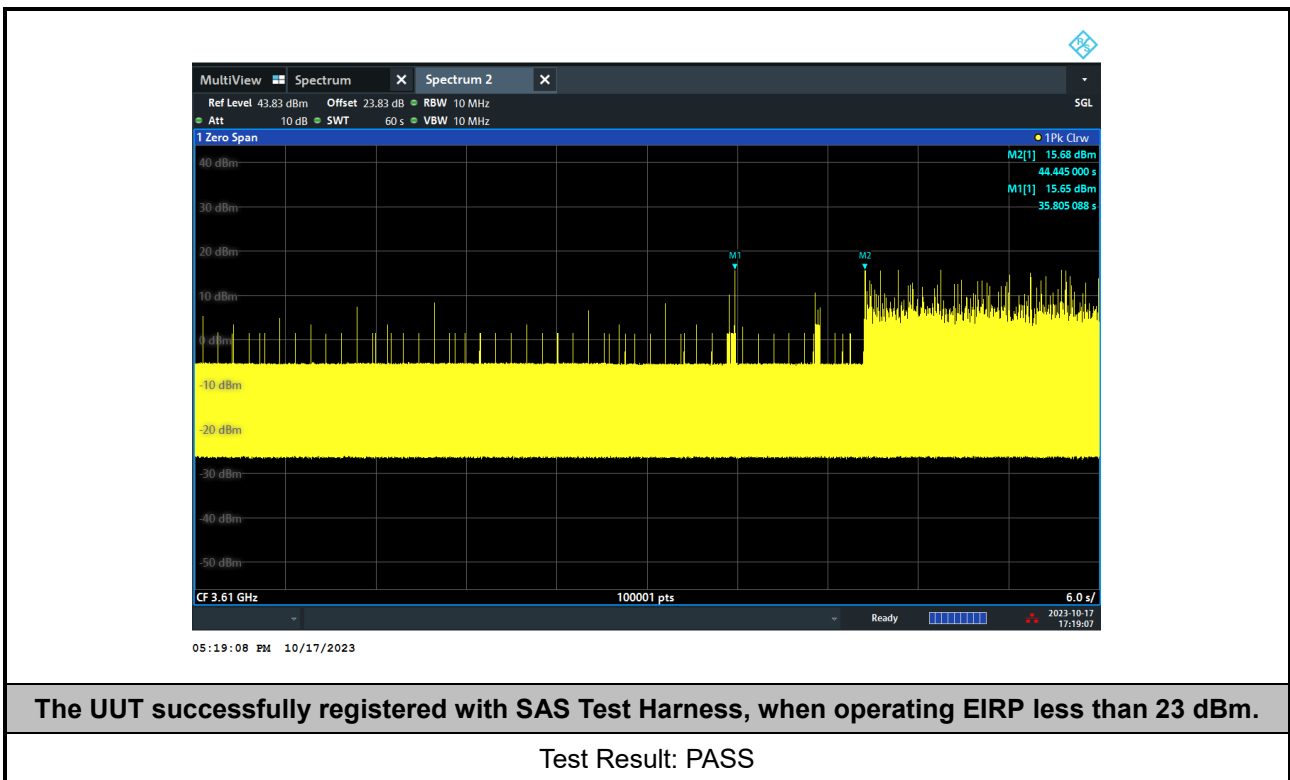 R&S
MultiView Spectrum X Spectrum 2 X
Ref Level 43.83 dBm Offset 23.83 dB RBW 10 MHz SGL
Att 10 dB SWT 60 s VBW 10 MHz
1 Zero Span 1Pk Clrw
M2[1] 15.68 dBm
44.445 000 s
M1[1] 15.65 dBm
35.805 088 s
40 dBm
30 dBm
20 dBm
M1 M2
10 dBm
0 dBm
-10 dBm
-20 dBm
-30 dBm
-40 dBm
-50 dBm
CF 3.61 GHz 100001 pts 6.0 s/
Ready 2023-10-17
17:19:07
05:19:08 PM 10/17/2023
The UUT successfully registered with SAS Test Harness, when operating EIRP less than 23 dBm.
Test Result: PASS